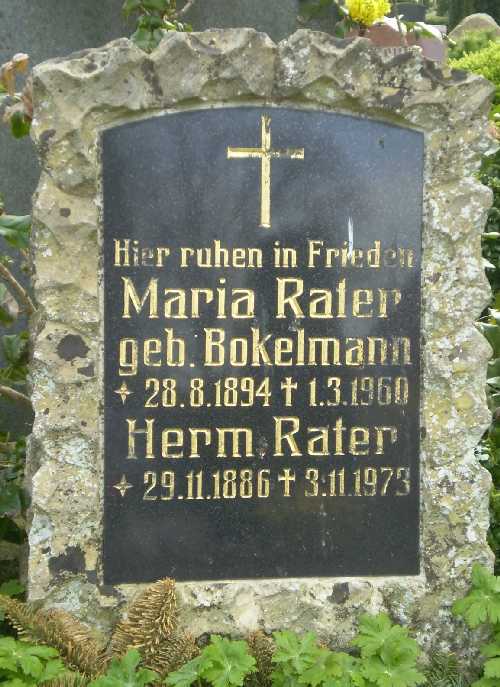 Hier ruhen in Frieden
Maria Rater
geb. Bokelmann
28.8.1894 † 1.3.1960
Herm. Rater
29.11.1886 † 3.11.1973